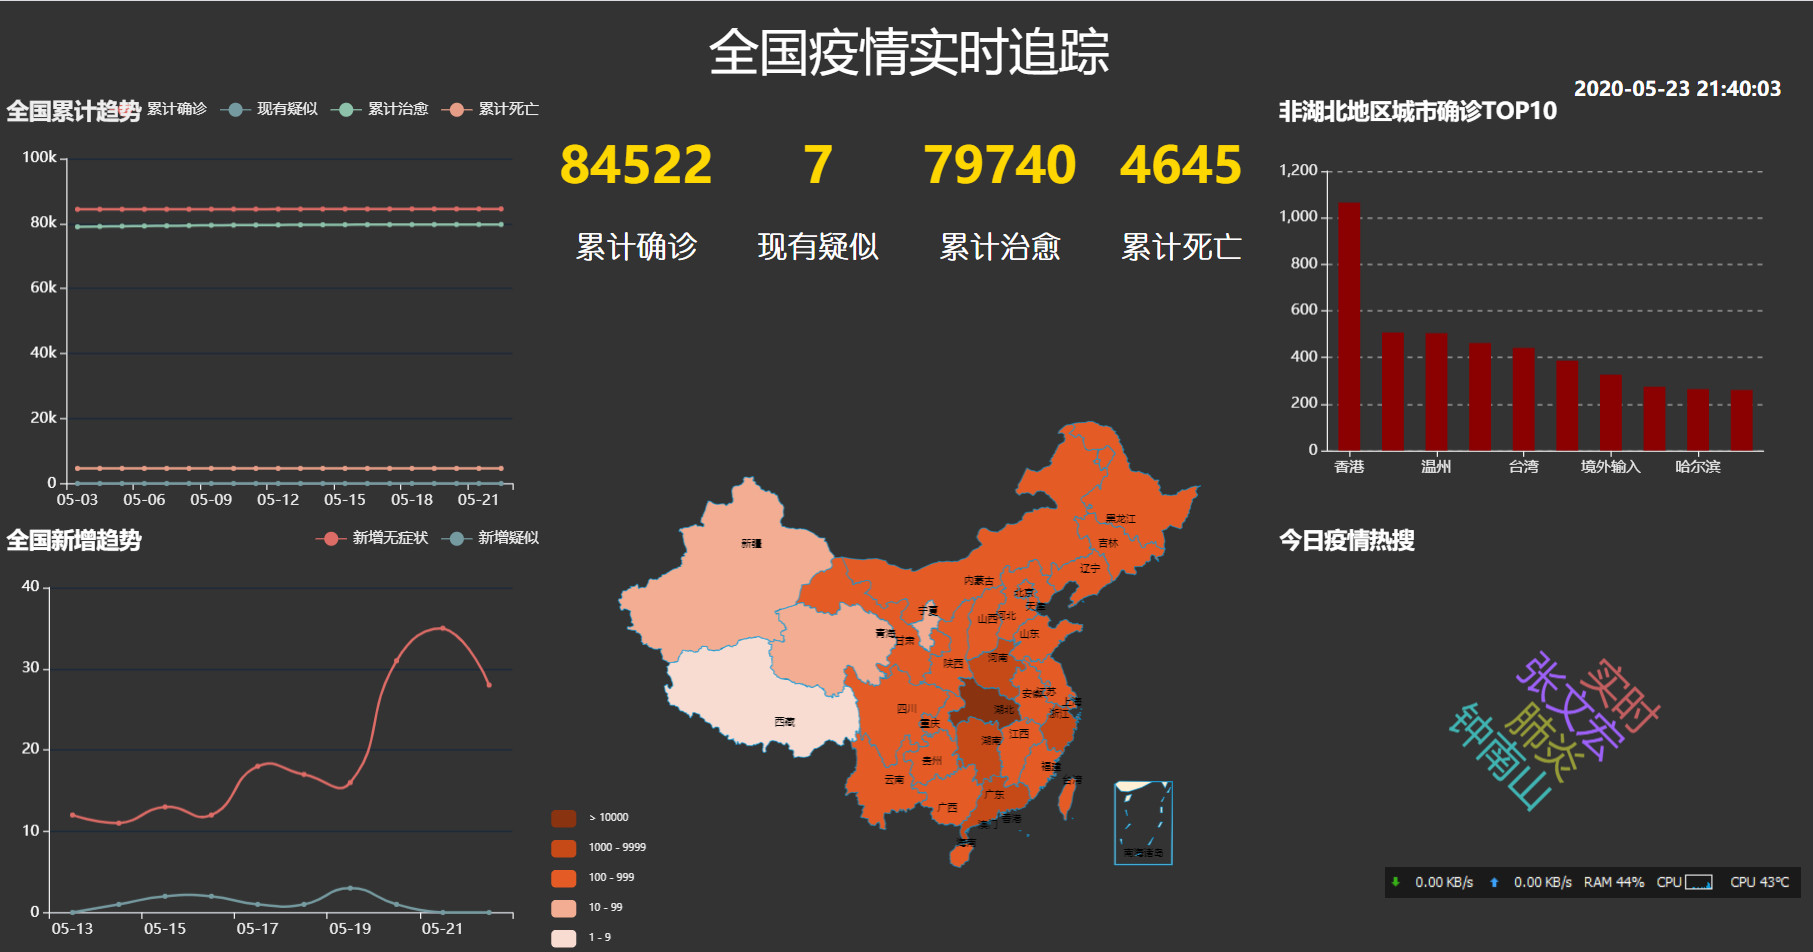 全国疫情实时追踪
2020-05-23 21:40:03
全国累计趋势
累计确诊 现有疑似 累计治愈 累计死亡
100k
80k
60k
40k
20k
0
05-03 05-06 05-09 05-12 05-15 05-18 05-21
84522 7 79740 4645
累计确诊 现有疑似 累计治愈 累计死亡
非湖北地区城市确诊TOP10
1,200
1,000
800
600
400
200
0
香港 温州 台湾 境外输入 哈尔滨
全国新增趋势
新增无症状 新增疑似
40
30
20
10
0
05-13 05-15 05-17 05-19 05-21
黑龙江
新疆
吉林
辽宁
内蒙古
北京
天津
宁夏
山西
河北
青海
甘肃
山东
陕西
河南
安徽
江苏
上海
西藏
四川
湖北
浙江
重庆
江西
湖南
贵州
福建
云南
台湾
广东
广西
香港
澳门
海南
南海诸岛
> 10000
1000 - 9999
100 - 999
10 - 99
1 - 9
今日疫情热搜
张文宏
实时
肺炎
钟南山
0.00 KB/s 0.00 KB/s RAM 44% CPU CPU 43°C